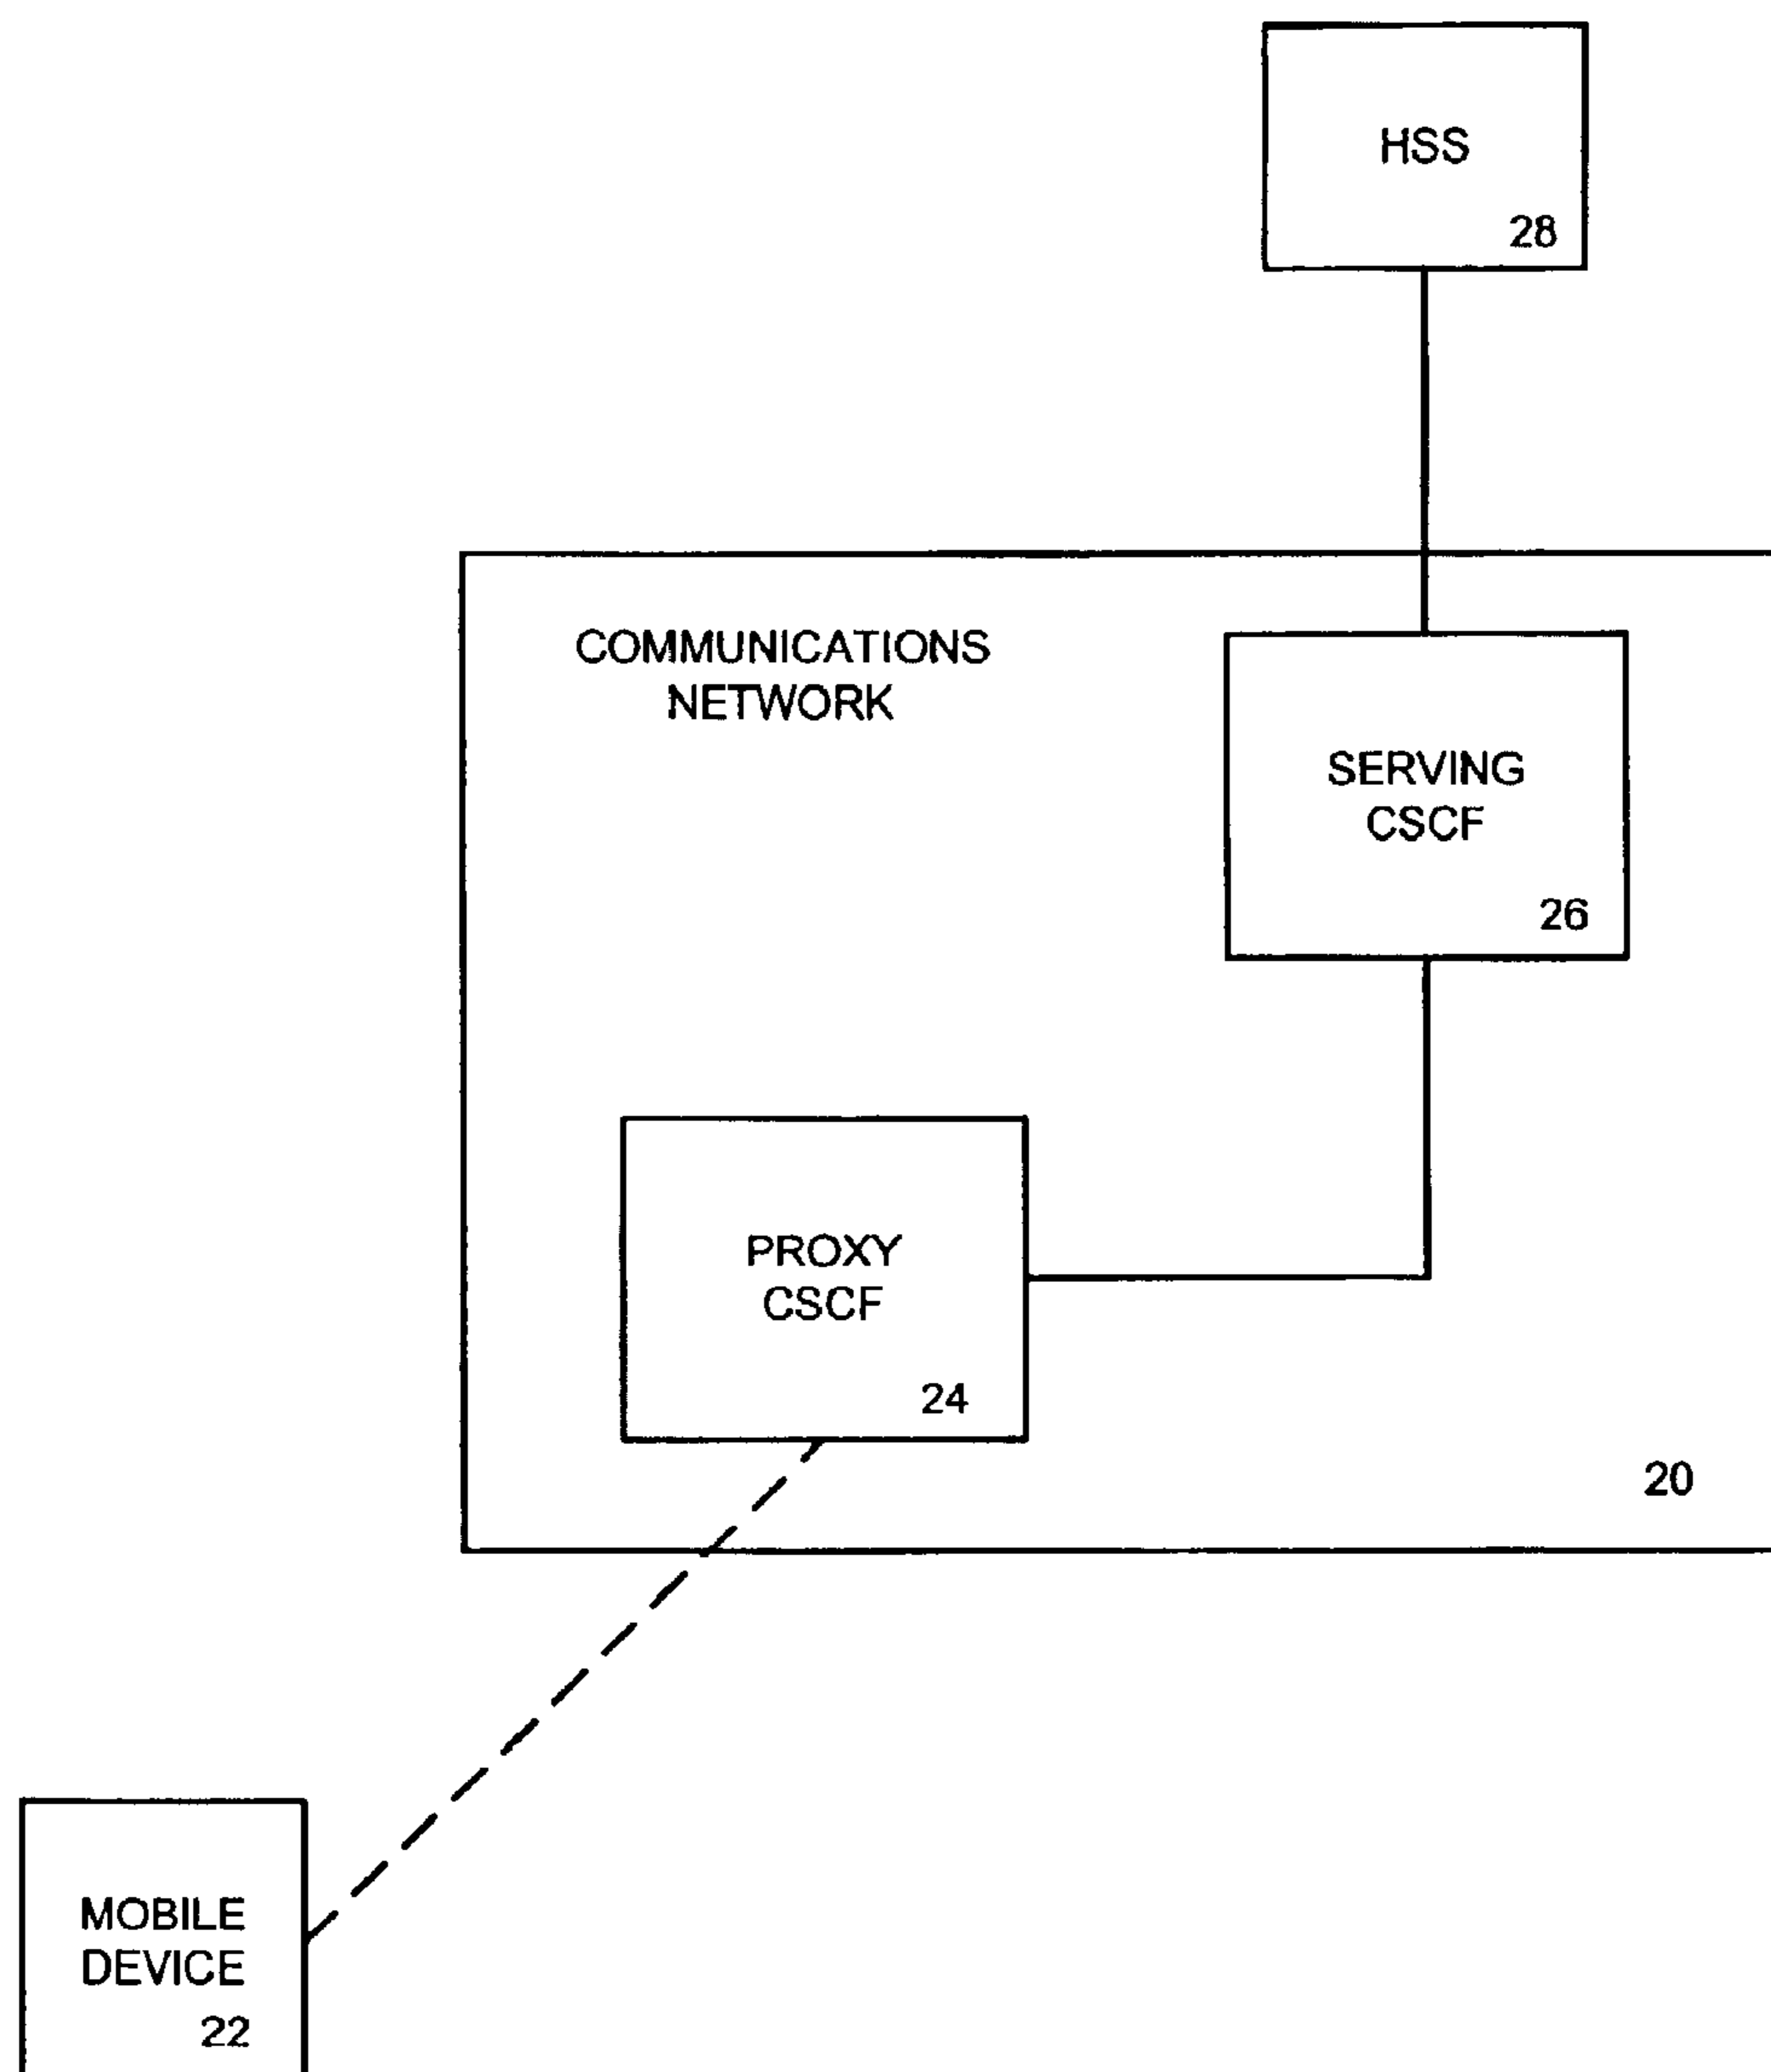 HSS
28
COMMUNICATIONS
NETWORK
SERVING
CSCF
26
PROXY
CSCF
24
20
MOBILE
DEVICE
22